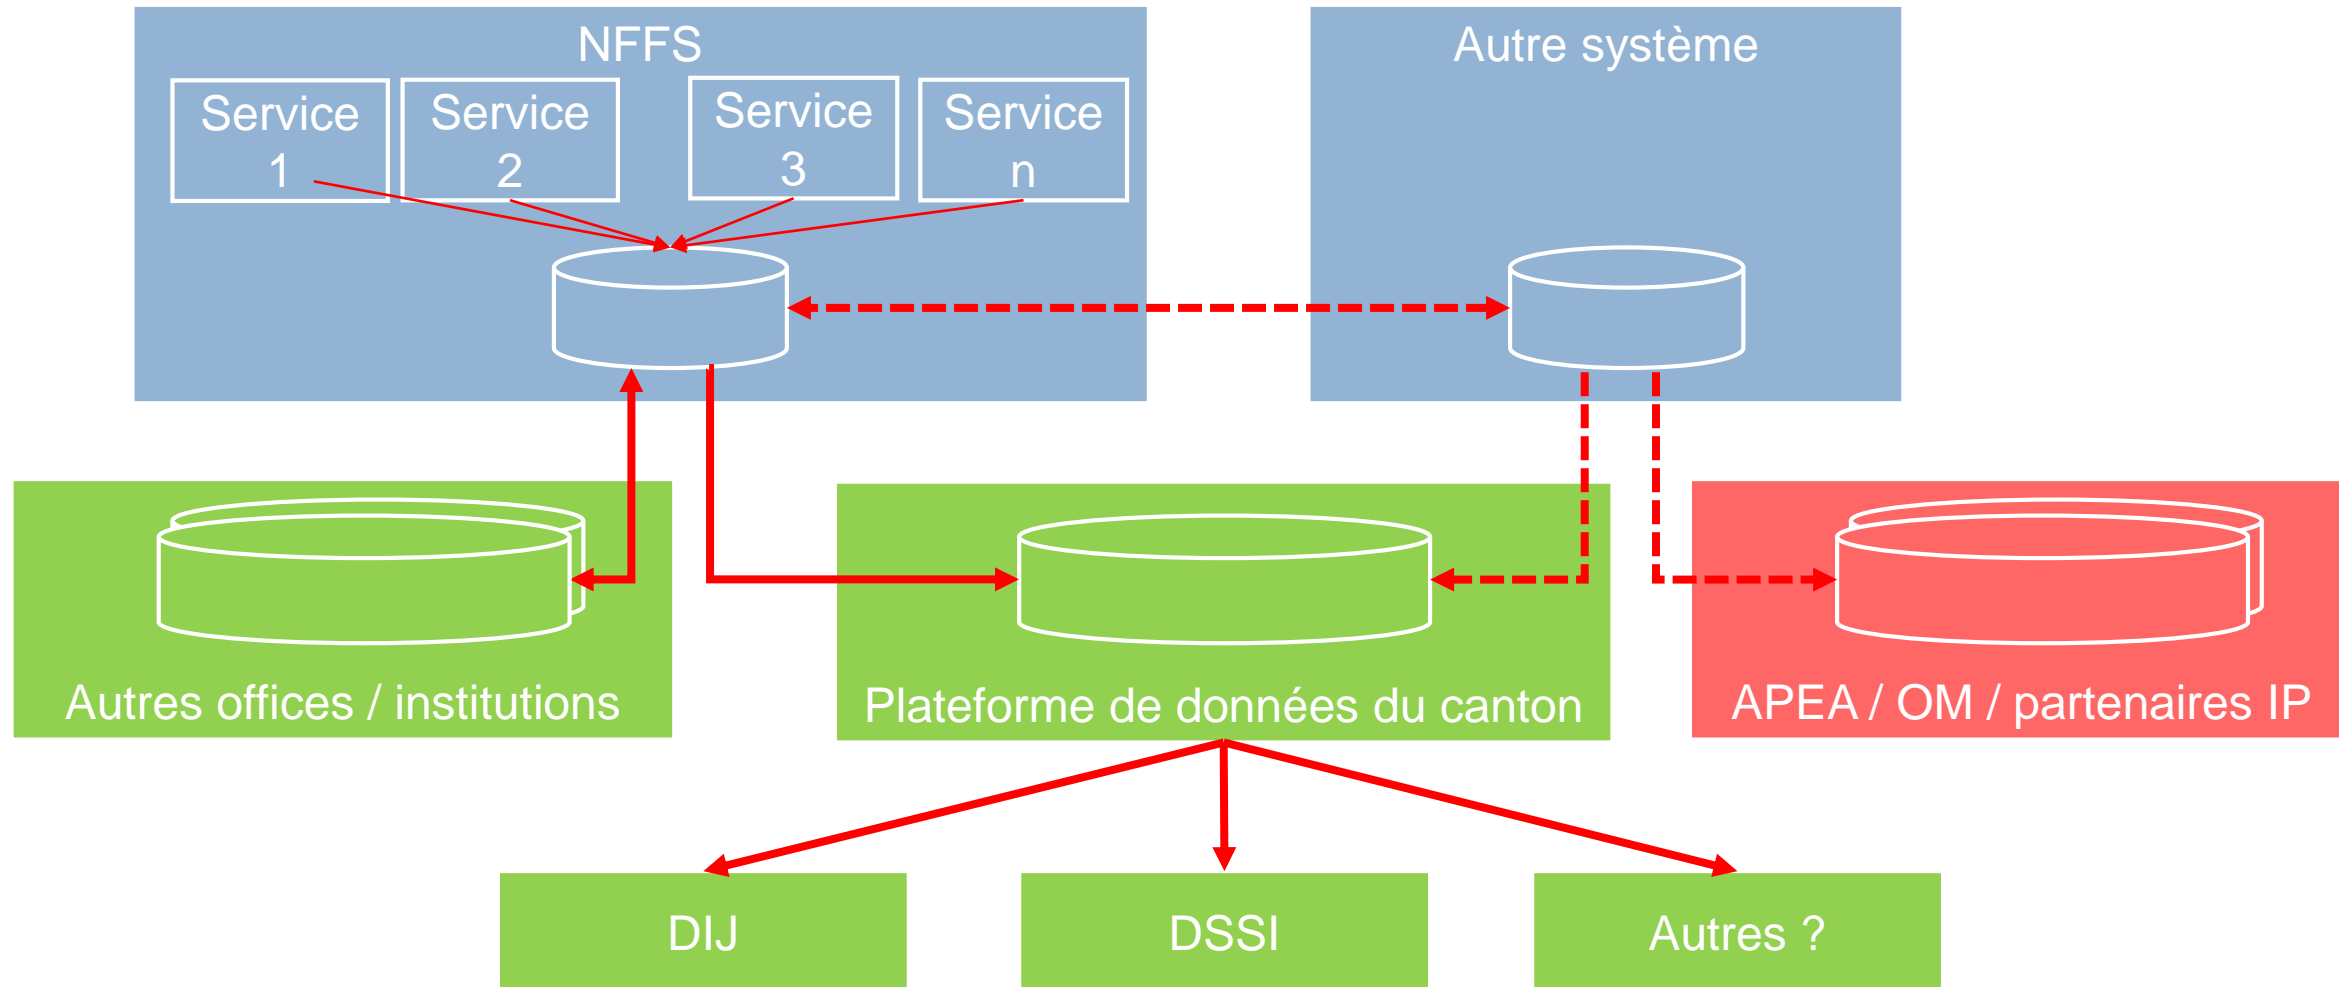 NFFS
Autre système
Service
1
Service
2
Service
3
Service
n
Autres offices / institutions
Plateforme de données du canton
APEA / OM / partenaires IP
DIJ
DSSI
Autres ?